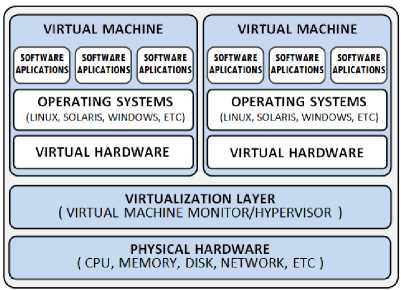 VIRTUAL MACHINE
SOFTWARE
APLICATIONS
SOFTWARE
APLICATIONS
SOFTWARE
APLICATIONS
OPERATING SYSTEMS
(LINUX, SOLARIS, WINDOWS, ETC)
VIRTUAL HARDWARE
VIRTUAL MACHINE
SOFTWARE
APLICATIONS
SOFTWARE
APLICATIONS
SOFTWARE
APLICATIONS
OPERATING SYSTEMS
(LINUX, SOLARIS, WINDOWS, ETC)
VIRTUAL HARDWARE
VIRTUALIZATION LAYER
( VIRTUAL MACHINE MONITOR/HYPERVISOR )
PHYSICAL HARDWARE
( CPU, MEMORY, DISK, NETWORK, ETC )